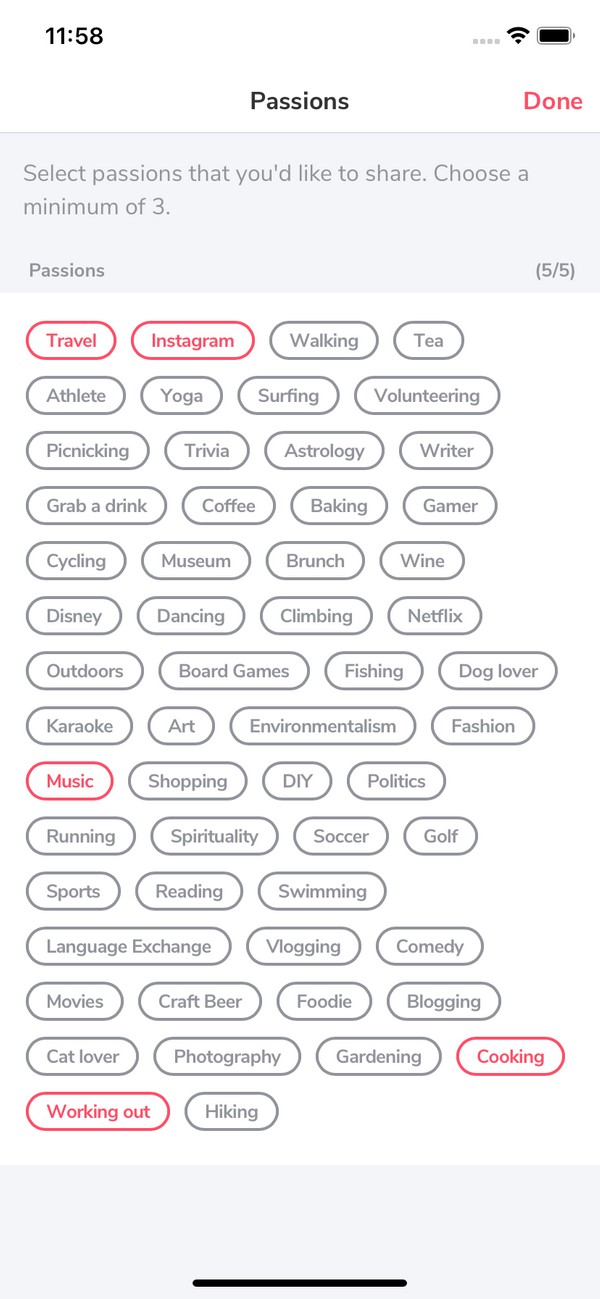 11:58
Passions Done
Select passions that you'd like to share. Choose a
minimum of 3.
Passions (5/5)
Travel Instagram Walking Tea
Athlete Yoga Surfing Volunteering
Picnicking Trivia Astrology Writer
Grab a drink Coffee Baking Gamer
Cycling Museum Brunch Wine
Disney Dancing Climbing Netflix
Outdoors Board Games Fishing Dog lover
Karaoke Art Environmentalism Fashion
Music Shopping DIY Politics
Running Spirituality Soccer Golf
Sports Reading Swimming
Language Exchange Vlogging Comedy
Movies Craft Beer Foodie Blogging
Cat lover Photography Gardening Cooking
Working out Hiking